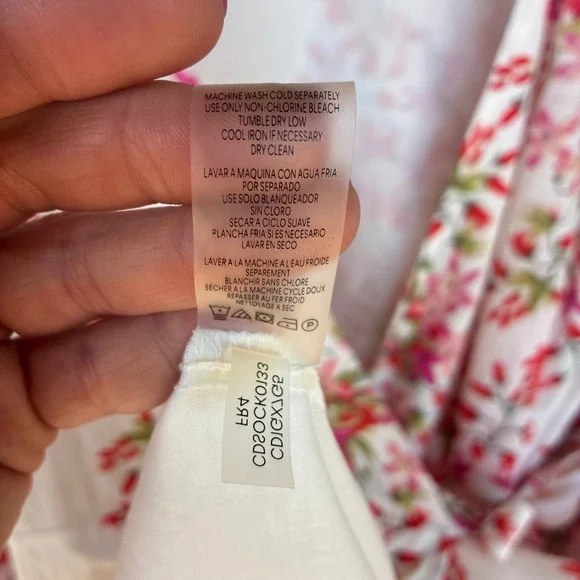 MACHINE WASH COLD SEPARATELY
USE ONLY NON-CHLORINE BLEACH
TUMBLE DRY LOW
COOL IRON IF NECESSARY
DRY CLEAN
LAVAR A MAQUINA CON AGUA FRIA
POR SEPARADO
USE SOLO BLANQUEADOR
SIN CLORO
SECAR A CICLO SUAVE
PLANCHA FRIA SI ES NECESARIO
LAVAR EN SECO
LAVER A LA MACHINE A L'EAU FROIDE
SEPAREMENT
BLANCHIR SANS CHLORE
SECHER A LA MACHINE CYCLE DOUX
REPASSER AU FER FROID
NETTOYAGE A SEC
FR4